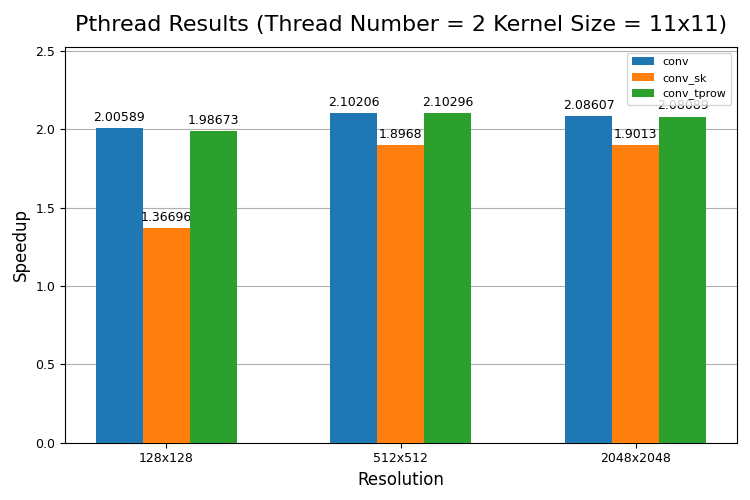 Pthread Results (Thread Number = 2 Kernel Size = 11x11)
conv
conv_sk
conv_tprow
2.00589
1.36696
1.98673
2.10206
1.8968
2.10296
2.08607
1.9013
2.5
2.0
1.5
1.0
0.5
0.0
Speedup
128x128
512x512
2048x2048
Resolution